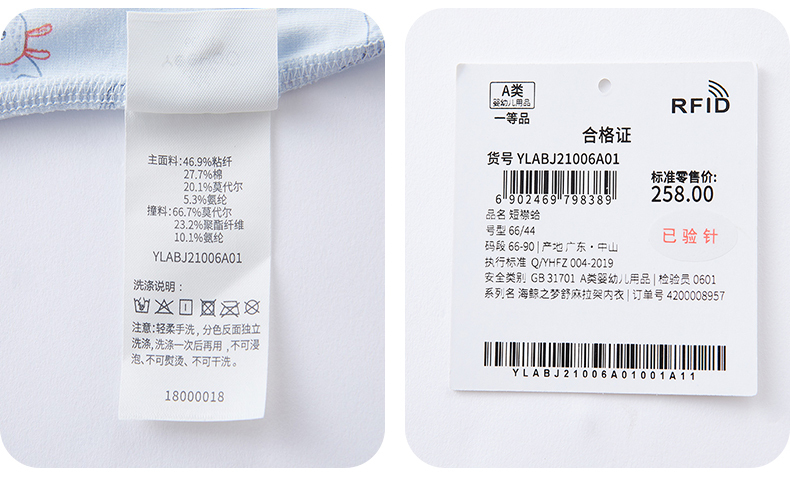 主面料:46.9%粘纤
27.7%棉
20.1%莫代尔
5.3%氨纶
撞料:66.7%莫代尔
23.2%聚酯纤维
10.1%氨纶
YLABJ21006A01
洗涤说明:
注意:轻柔手洗,分色反面独立
洗涤,洗涤一次后再用,不可浸
泡、不可熨烫、不可干洗。
18000018
A类
婴幼儿用品
一等品
RFID
合格证
货号 YLABJ21006A01
标准零售价:
258.00
6 902469 798389
品名 短襟蛤
号型 66/44
码段 66-90 | 产地 广东·中山
已验针
执行标准 Q/YHFZ 004-2019
安全类别 GB 31701 A类婴幼儿用品 | 检验员 0601
系列名 海鲸之梦舒麻拉架内衣 | 订单号 4200008957
YLABJ21006A01001A11